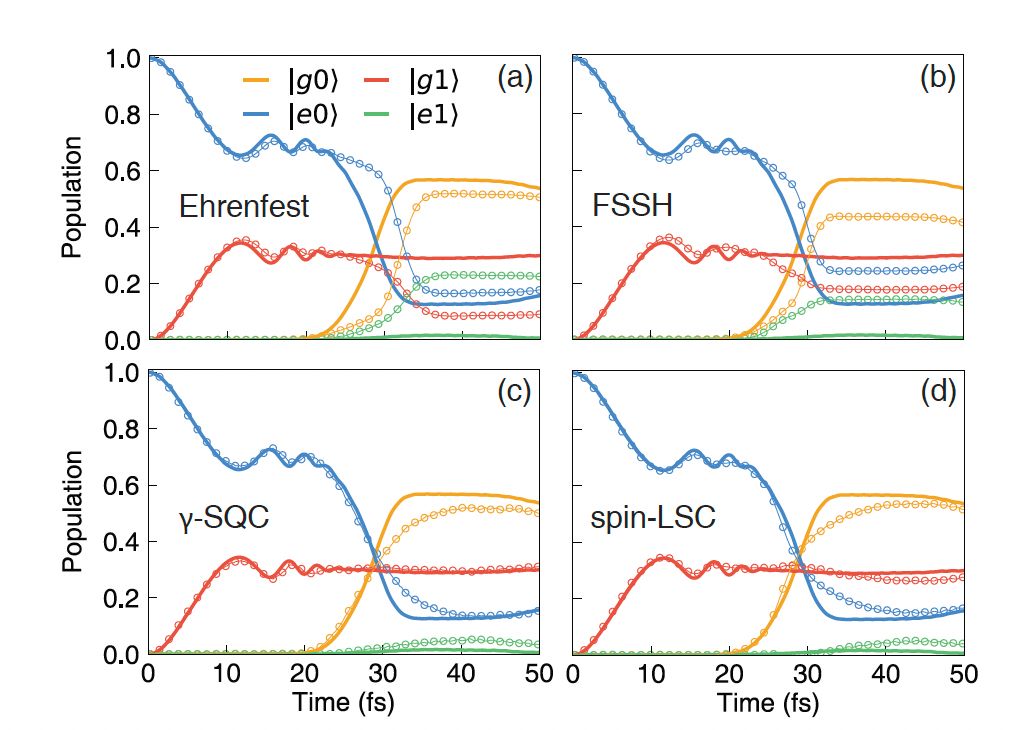 1.0
0.8
0.6
0.4
0.2
0.0
Population
|g0⟩ |g1⟩
|e0⟩ |e1⟩
(a)
Ehrenfest
(b)
FSSH
1.0
0.8
0.6
0.4
0.2
0.0
Population
(c)
γ-SQC
(d)
spin-LSC
0 10 20 30 40 50
Time (fs)
0 10 20 30 40 50
Time (fs)